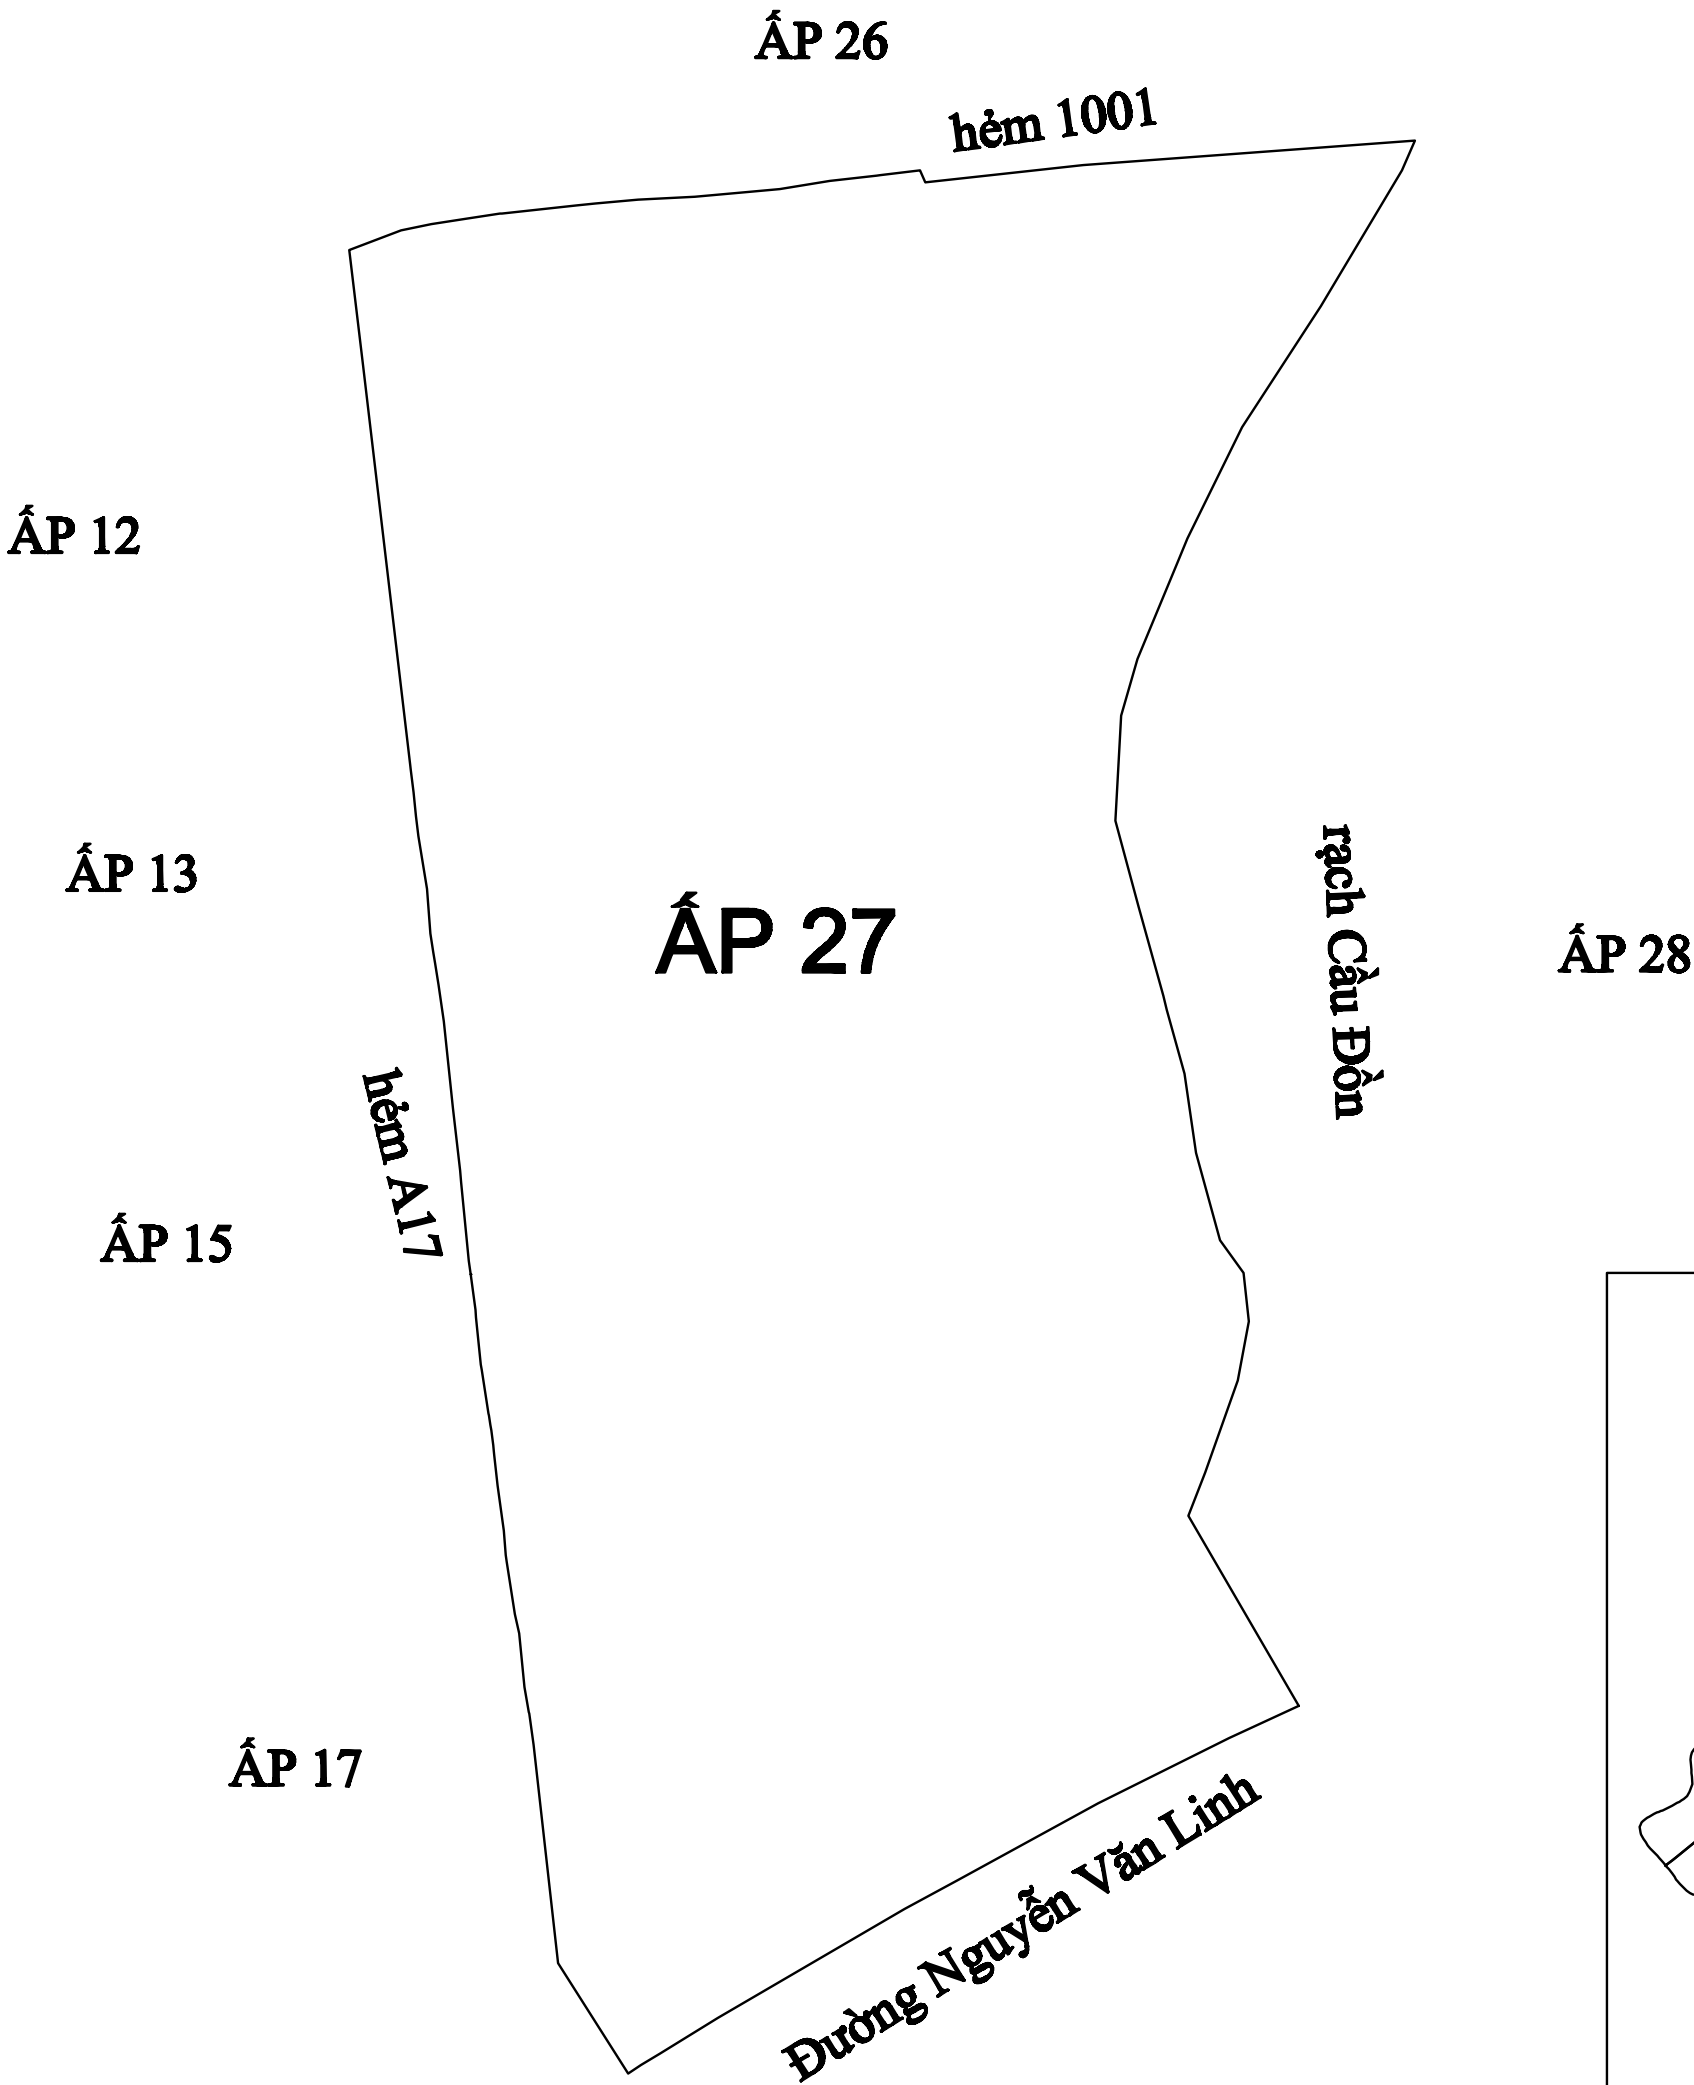 ẤP 26
hẻm 1001
ẤP 12
rạch Cầu Đồn
ẤP 13
ẤP 27
ẤP 28
hẻm A17
ẤP 15
ẤP 17
Đường Nguyễn Văn Linh